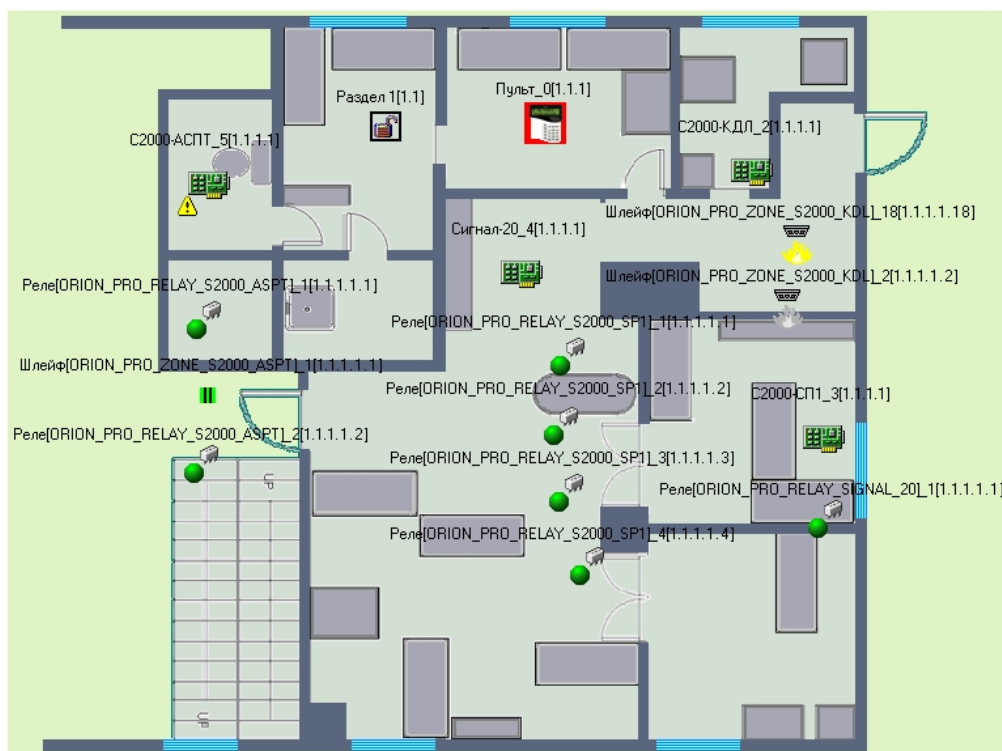 Раздел 1[1.1]
Пульт_0[1.1.1]
С2000-КДЛ_2[1.1.1.1]
С2000-АСПТ_5[1.1.1.1]
Шлейф[ORION_PRO_ZONE_S2000_KDL]_18[1.1.1.1.18]
Сигнал-20_4[1.1.1.1]
Шлейф[ORION_PRO_ZONE_S2000_KDL]_2[1.1.1.1.2]
Реле[ORION_PRO_RELAY_S2000_ASPT]_1[1.1.1.1.1]
Реле[ORION_PRO_RELAY_S2000_SP1]_1[1.1.1.1.1]
Шлейф[ORION_PRO_ZONE_S2000_ASPT]_1[1.1.1.1.1]
Реле[ORION_PRO_RELAY_S2000_SP1]_2[1.1.1.1.2]
С2000-СП1_3[1.1.1.1]
Реле[ORION_PRO_RELAY_S2000_ASPT]_2[1.1.1.1.2]
Реле[ORION_PRO_RELAY_S2000_SP1]_3[1.1.1.1.3]
UP
Реле[ORION_PRO_RELAY_SIGNAL_20]_1[1.1.1.1.1]
Реле[ORION_PRO_RELAY_S2000_SP1]_4[1.1.1.1.4]
UP